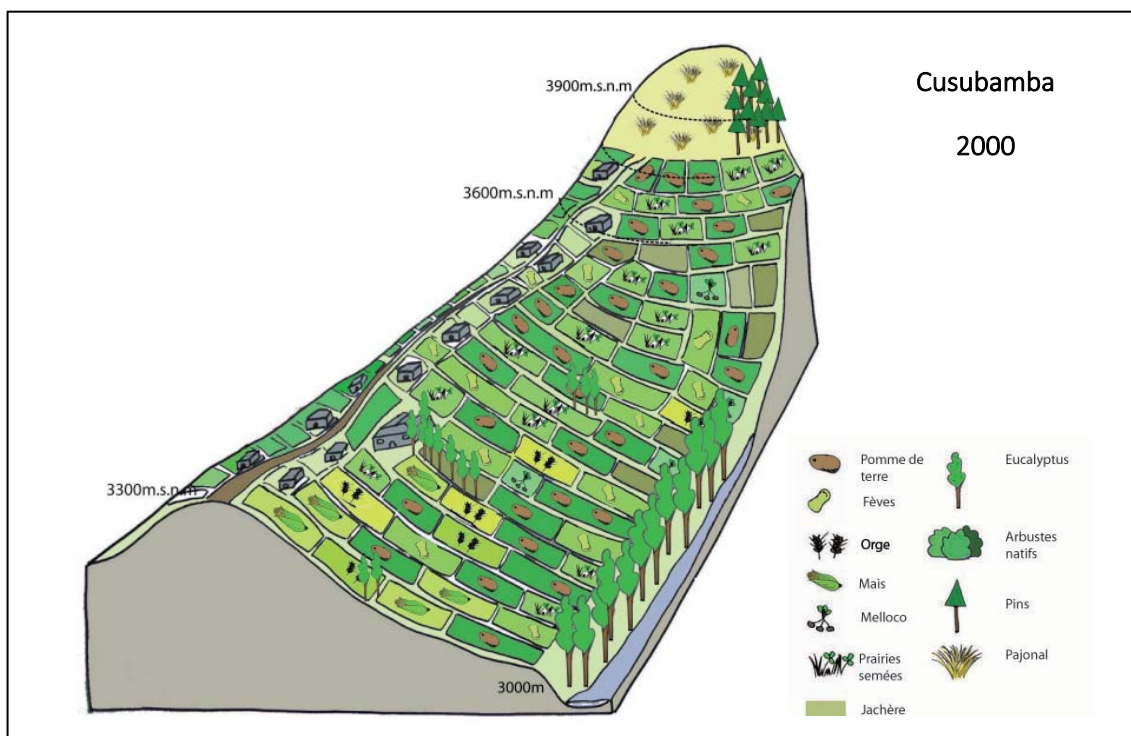 Cusubamba
2000
3900m.s.n.m
3600m.s.n.m
3300m.s.n.m
3000m
Pomme de
terre
Fèves
Orge
Mais
Melloco
Prairies
semées
Jachère
Eucalyptus
Arbustes
natifs
Pins
Pajonal